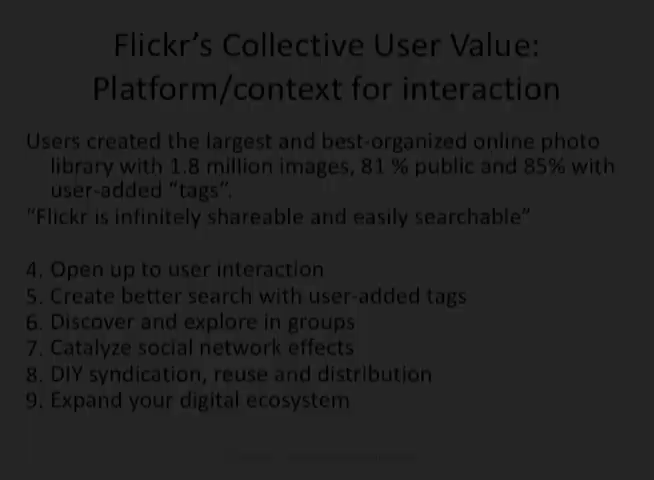 Flickr’s Collective User Value:
Platform/context for interaction
Users created the largest and best-organized online photo
library with 1.8 million images, 81 % public and 85% with
user-added “tags”.
“Flickr is infinitely shareable and easily searchable”
4. Open up to user interaction
5. Create better search with user-added tags
6. Discover and explore in groups
7. Catalyze social network effects
8. DIY syndication, reuse and distribution
9. Expand your digital ecosystem